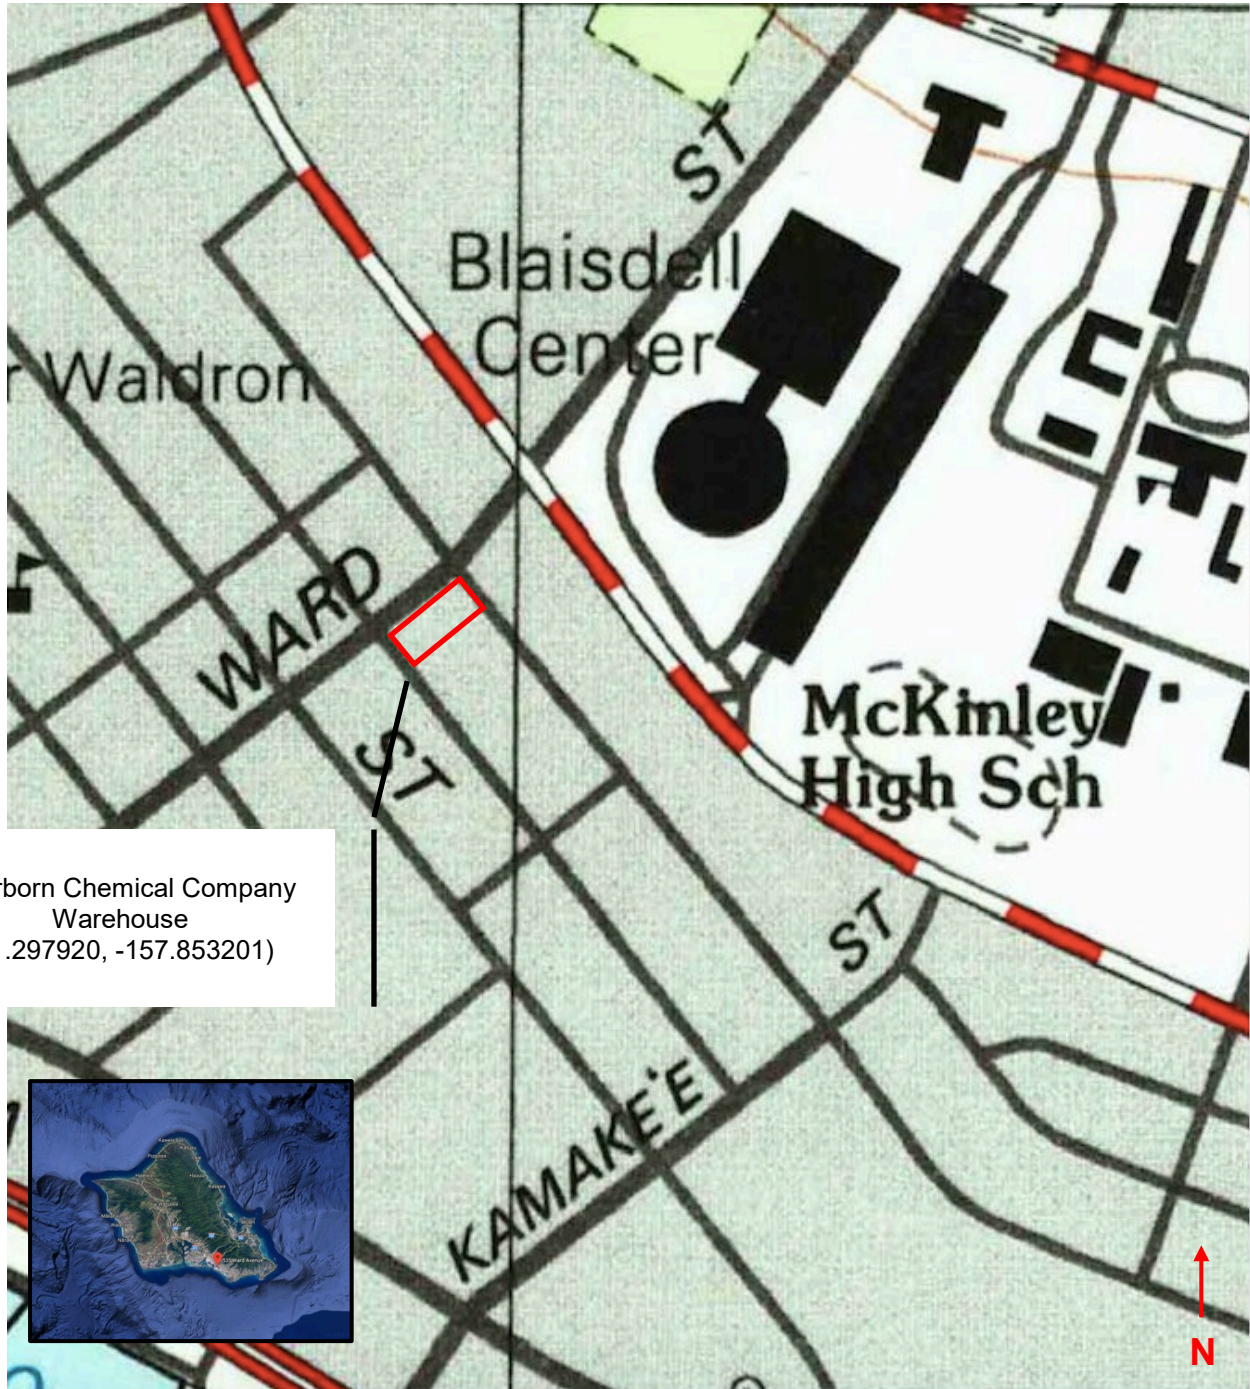 ST
Blaisdell
Center
r Waldron
WARD
ST
McKinley
High Sch
rborn Chemical Company
Warehouse
.297920, -157.853201)
ST
KAMAKE'E
N